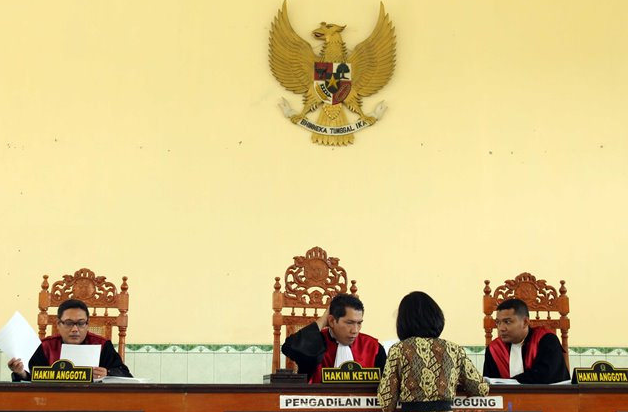 BHINNEKA TUNGGAL IKA
HAKIM ANGGOTA
HAKIM KETUA
HAKIM ANGGOTA
PENGADILAN NE GGUNG